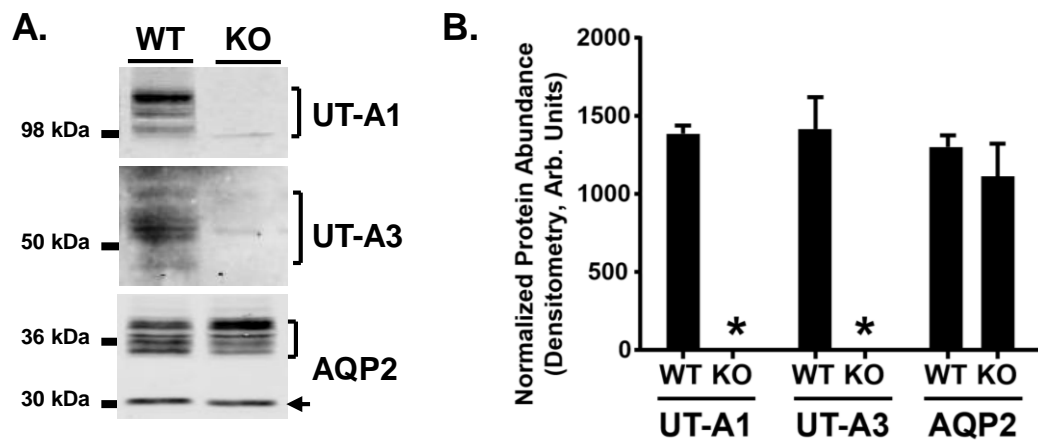 A.
WT KO
98 kDa
UT-A1
50 kDa
UT-A3
36 kDa
AQP2
30 kDa
B.
Normalized Protein Abundance
(Densitometry, Arb. Units)
2000
1500
1000
500
0
* *
WT KO WT KO WT KO
UT-A1 UT-A3 AQP2